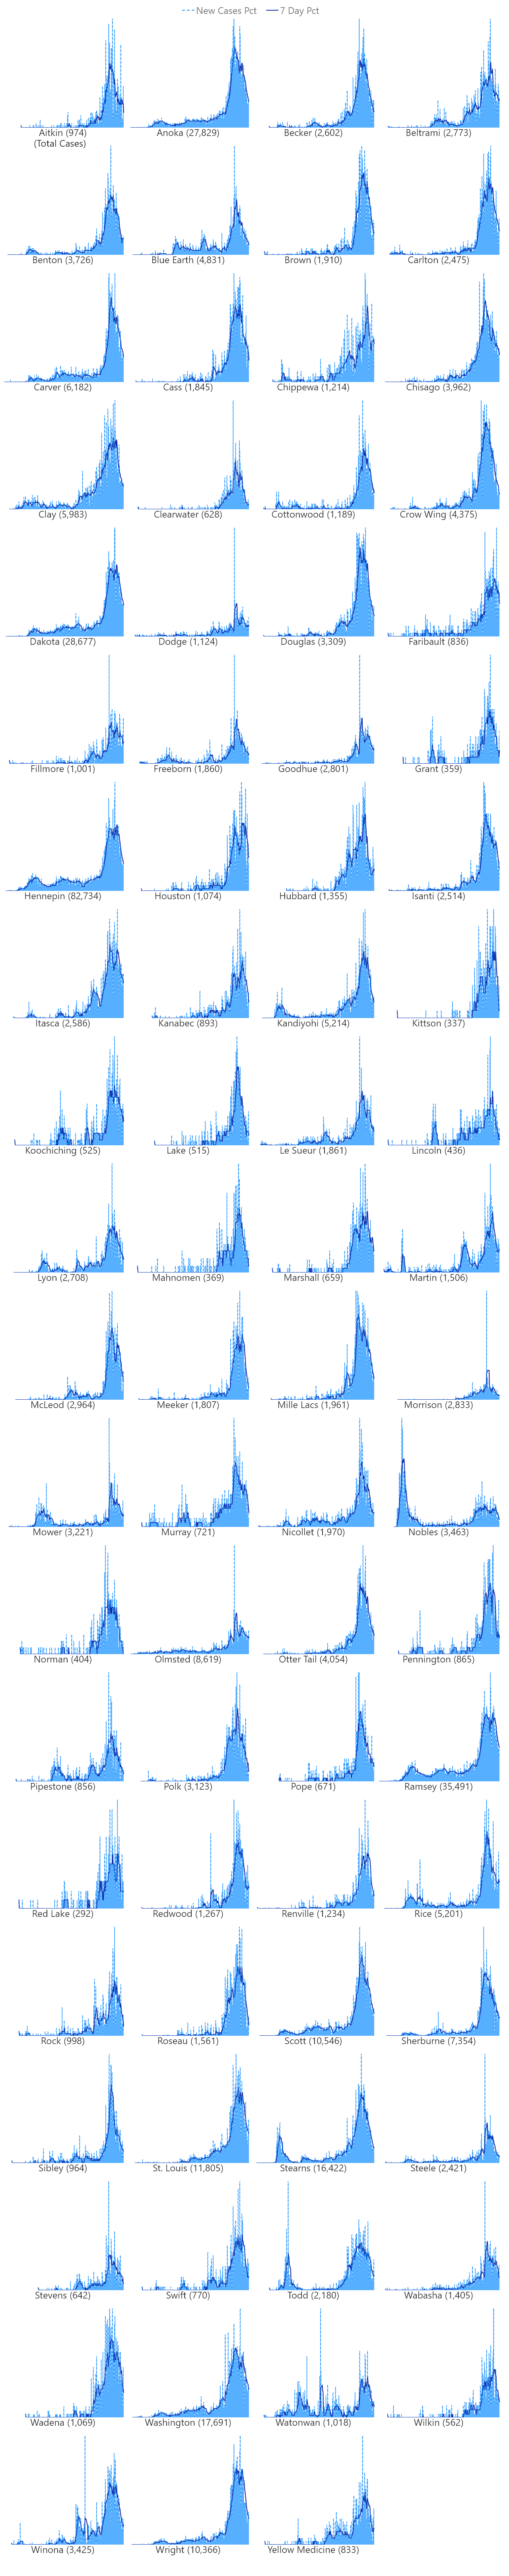 New Cases Pct 7 Day Pct
Aitkin (974) Anoka (27,829) Becker (2,602) Beltrami (2,773)
(Total Cases)
Benton (3,726) Blue Earth (4,831) Brown (1,910) Carlton (2,475)
Carver (6,182) Cass (1,845) Chippewa (1,214) Chisago (3,962)
Clay (5,983) Clearwater (628) Cottonwood (1,189) Crow Wing (4,375)
Dakota (28,677) Dodge (1,124) Douglas (3,309) Faribault (836)
Fillmore (1,001) Freeborn (1,860) Goodhue (2,801) Grant (359)
Hennepin (82,734) Houston (1,074) Hubbard (1,355) Isanti (2,514)
Itasca (2,586) Kanabec (893) Kandiyohi (5,214) Kittson (337)
Koochiching (525) Lake (515) Le Sueur (1,861) Lincoln (436)
Lyon (2,708) Mahnomen (369) Marshall (659) Martin (1,506)
McLeod (2,964) Meeker (1,807) Mille Lacs (1,961) Morrison (2,833)
Mower (3,221) Murray (721) Nicollet (1,970) Nobles (3,463)
Norman (404) Olmsted (8,619) Otter Tail (4,054) Pennington (865)
Pipestone (856) Polk (3,123) Pope (671) Ramsey (35,491)
Red Lake (292) Redwood (1,267) Renville (1,234) Rice (5,201)
Rock (998) Roseau (1,561) Scott (10,546) Sherburne (7,354)
Sibley (964) St. Louis (11,805) Stearns (16,422) Steele (2,421)
Stevens (642) Swift (770) Todd (2,180) Wabasha (1,405)
Wadena (1,069) Washington (17,691) Watonwan (1,018) Wilkin (562)
Winona (3,425) Wright (10,366) Yellow Medicine (833)